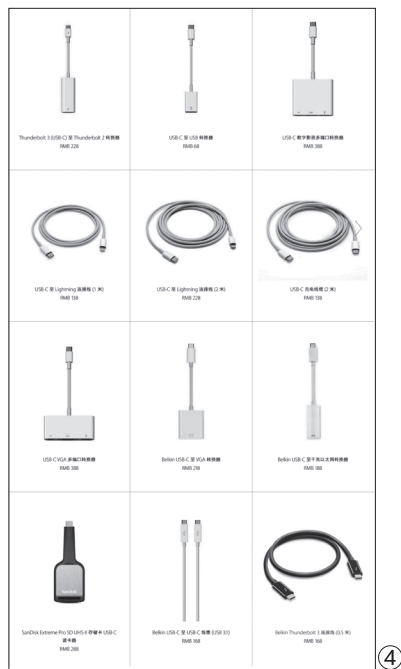 Thunderbolt 3 (USB-C) 至 Thunderbolt 2 转换器
RMB 228
USB-C 至 USB 转换器
RMB 68
USB-C 数字影音多端口转换器
RMB 388
USB-C 至 Lightning 连接线 (1 米)
RMB 138
USB-C 至 Lightning 连接线 (2 米)
RMB 228
USB-C 充电线缆 (2 米)
RMB 138
USB-C VGA 多端口转换器
RMB 388
Belkin USB-C 至 VGA 转换器
RMB 218
Belkin USB-C 至千兆以太网转换器
RMB 188
SanDisk
SanDisk Extreme Pro SD UHS-II 存储卡 USB-C
读卡器
RMB 288
Belkin USB-C 至 USB-C 线缆 (USB 3.1)
RMB 168
Belkin Thunderbolt 3 连接线 (0.5 米)
RMB 168
④